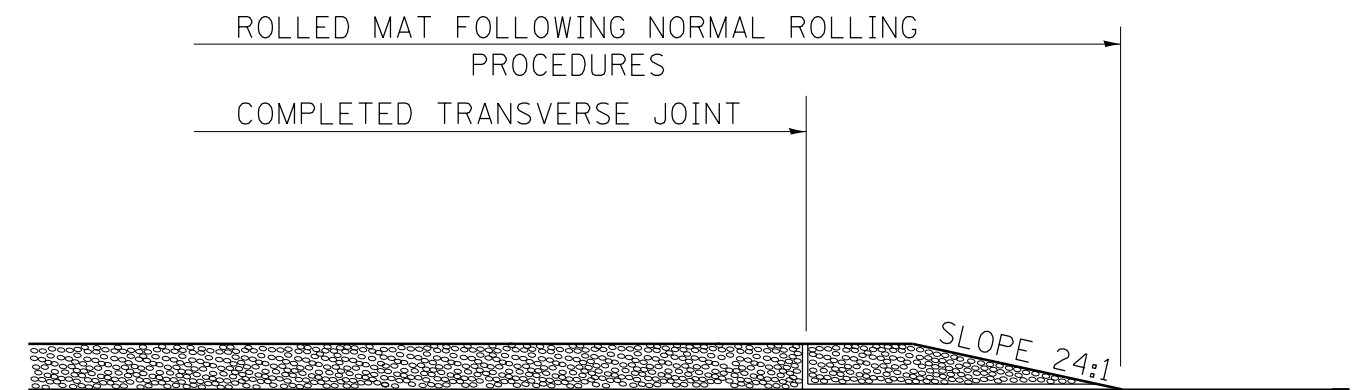 ROLLED MAT FOLLOWING NORMAL ROLLING
PROCEDURES
COMPLETED TRANSVERSE JOINT
SLOPE 24:1